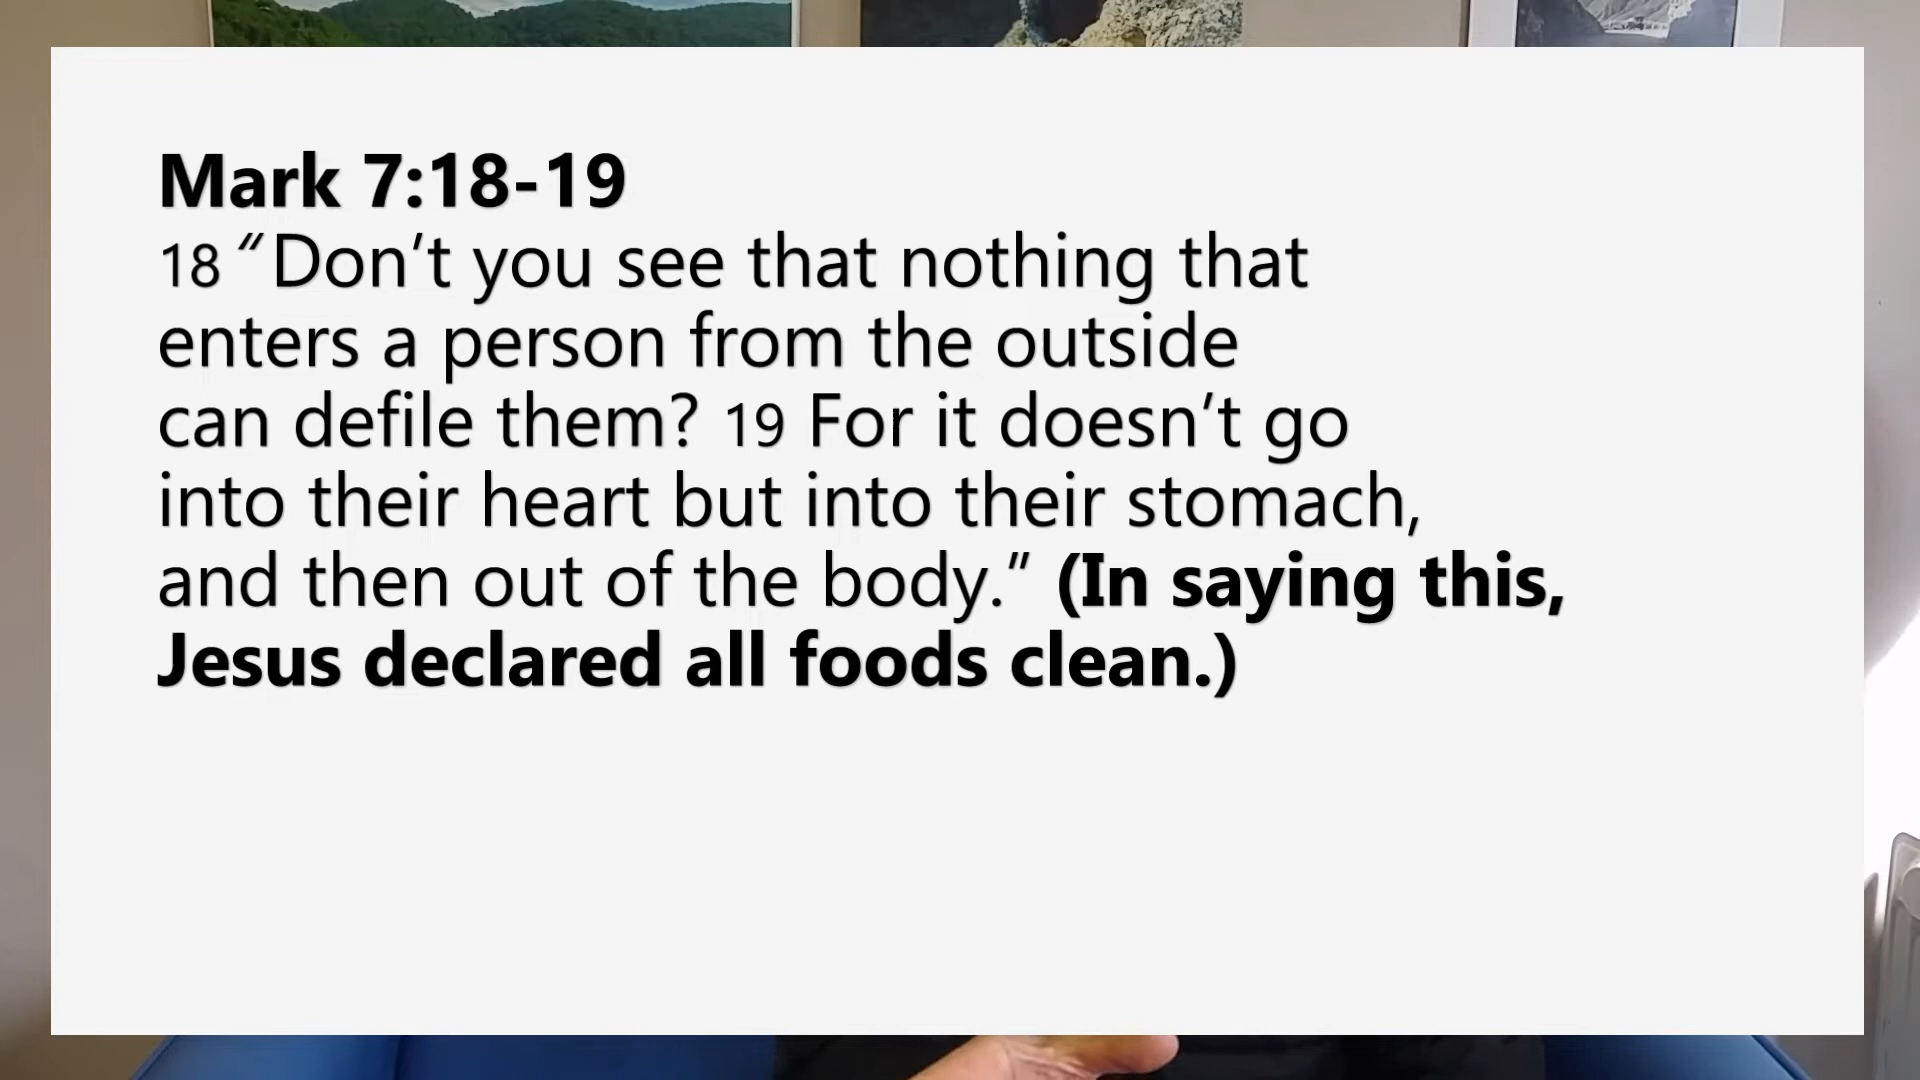 Mark 7:18-19
18 “Don’t you see that nothing that
enters a person from the outside
can defile them? 19 For it doesn’t go
into their heart but into their stomach,
and then out of the body.” (In saying this,
Jesus declared all foods clean.)